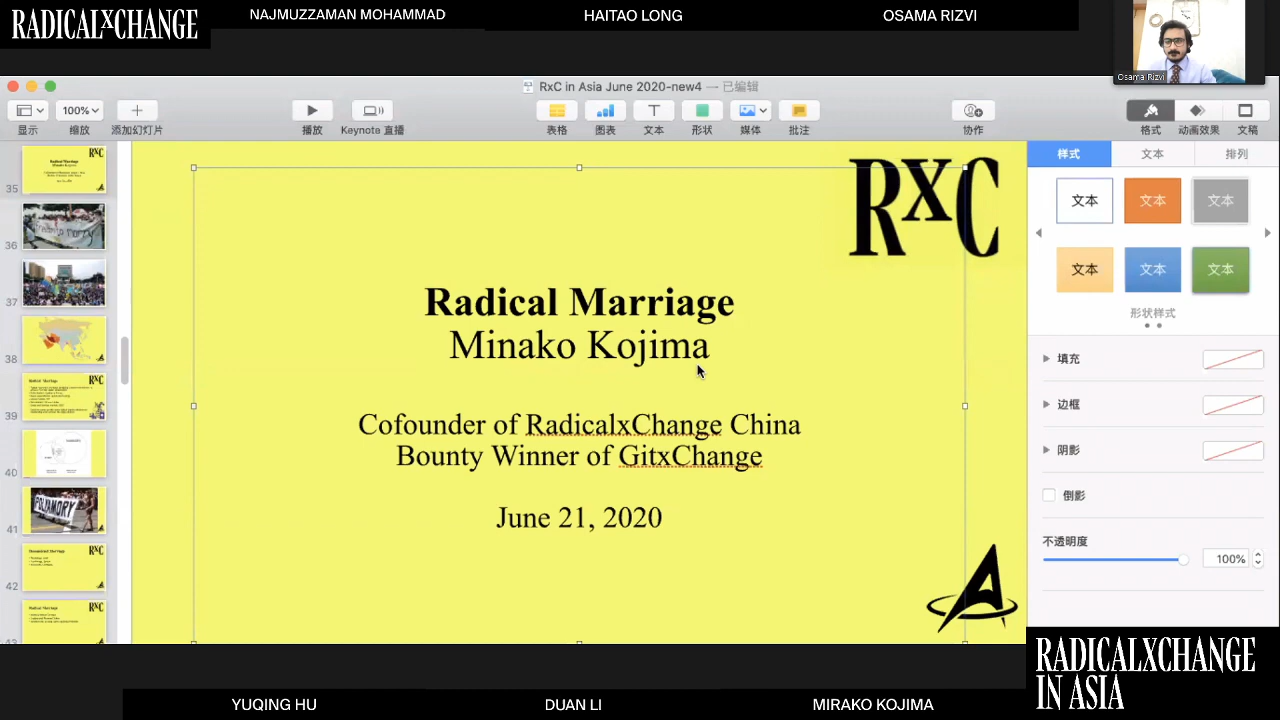 RADICALXCHANGE
NAJMUZZAMAN MOHAMMAD
HAITAO LONG
OSAMA RIZVI
Osama Rizvi
RxC in Asia June 2020-new4 — 已编辑
100%
显示
缩放
添加幻灯片
播放
Keynote 直播
表格
图表
文本
形状
媒体
批注
协作
格式
动画效果
文稿
35
36
37
38
39
40
41
42
Radical Marriage
RxC
POLYAMORY
RxC
Radical Marriage
Minako Kojima
Cofounder of RadicalxChange China
Bounty Winner of GitxChange
June 21, 2020
样式
文本
排列
文本
文本
文本
文本
文本
文本
形状样式
填充
边框
阴影
倒影
不透明度
100%
RADICALXCHANGE
IN ASIA
YUQING HU
DUAN LI
MIRAKO KOJIMA